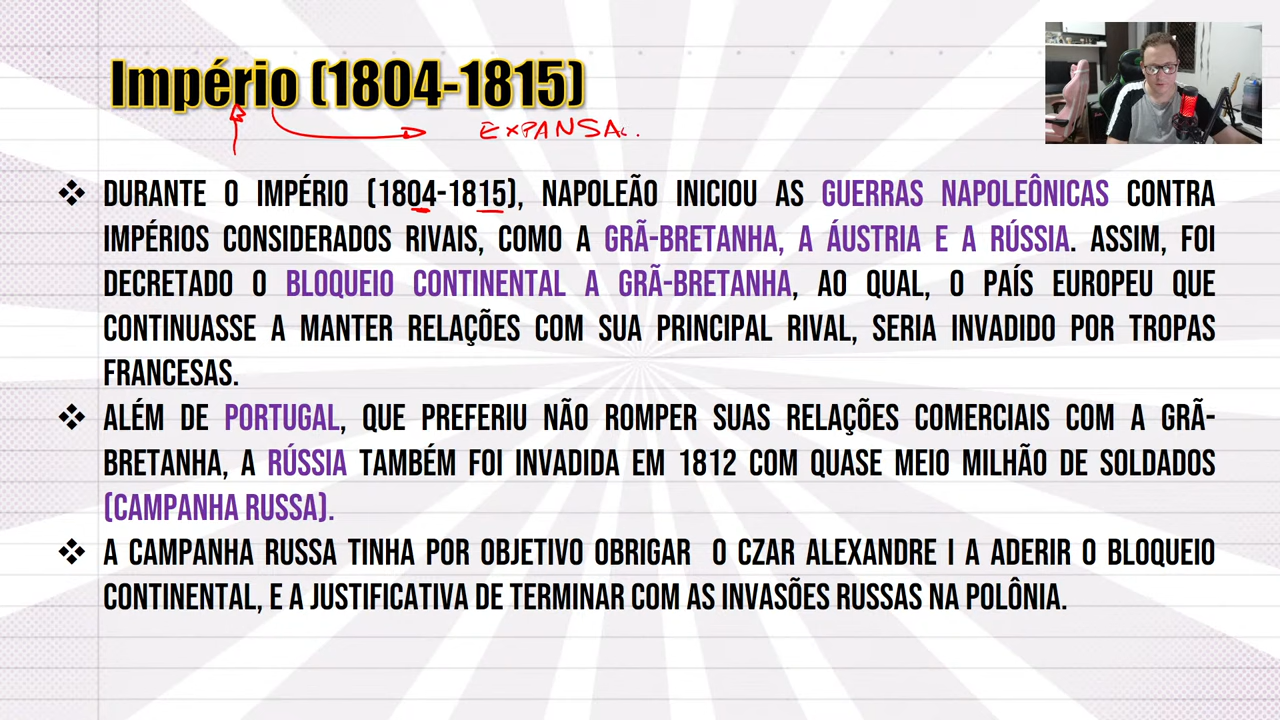 Império (1804-1815)
EXPANSA
❖ DURANTE O IMPÉRIO (1804-1815), NAPOLEÃO INICIOU AS GUERRAS NAPOLEÔNICAS CONTRA
IMPÉRIOS CONSIDERADOS RIVAIS, COMO A GRÃ-BRETANHA, A ÁUSTRIA E A RÚSSIA. ASSIM, FOI
DECRETADO O BLOQUEIO CONTINENTAL A GRÃ-BRETANHA, AO QUAL, O PAÍS EUROPEU QUE
CONTINUASSE A MANTER RELAÇÕES COM SUA PRINCIPAL RIVAL, SERIA INVADIDO POR TROPAS
FRANCESAS.
❖ ALÉM DE PORTUGAL, QUE PREFERIU NÃO ROMPER SUAS RELAÇÕES COMERCIAIS COM A GRÃ-
BRETANHA, A RÚSSIA TAMBÉM FOI INVADIDA EM 1812 COM QUASE MEIO MILHÃO DE SOLDADOS
(CAMPANHA RUSSA).
❖ A CAMPANHA RUSSA TINHA POR OBJETIVO OBRIGAR O CZAR ALEXANDRE I A ADERIR O BLOQUEIO
CONTINENTAL, E A JUSTIFICATIVA DE TERMINAR COM AS INVASÕES RUSSAS NA POLÔNIA.